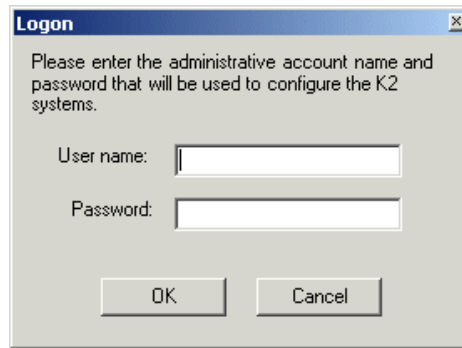 Logon
Please enter the administrative account name and
password that will be used to configure the K2
systems.
User name:
Password:
OK Cancel